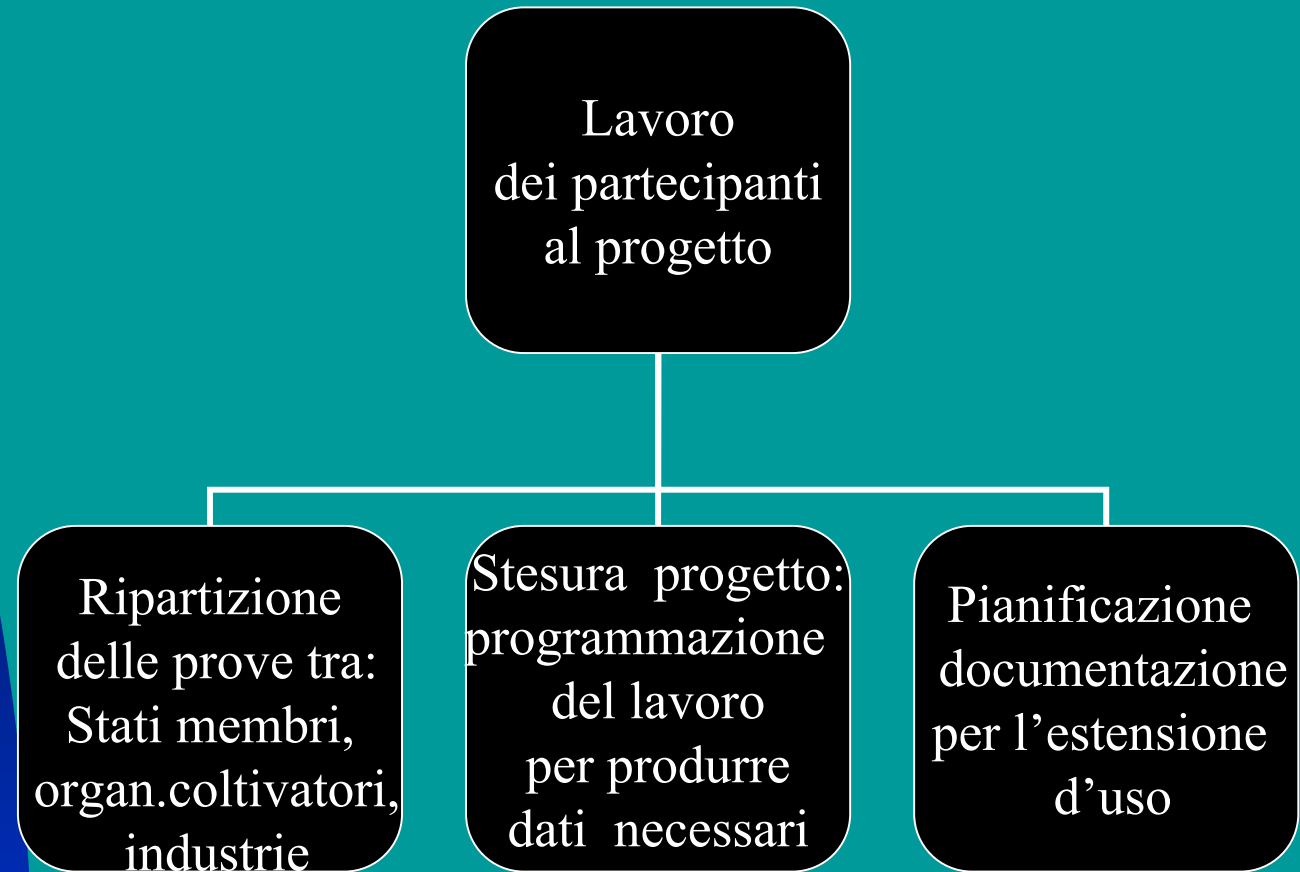 Lavoro
dei partecipanti
al progetto
Ripartizione
delle prove tra:
Stati membri,
organ.coltivatori,
industrie
Stesura progetto:
programmazione
del lavoro
per produrre
dati necessari
Pianificazione
documentazione
per l’estensione
d’uso